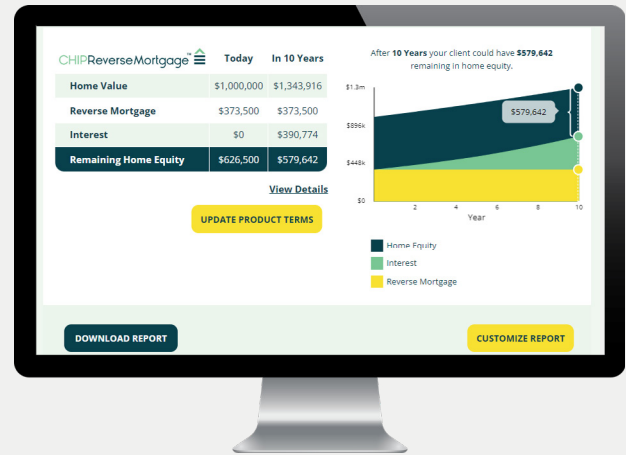 CHIP Reverse Mortgage™ Today In 10 Years
Home Value $1,000,000 $1,343,916
Reverse Mortgage $373,500 $373,500
Interest $0 $390,774
Remaining Home Equity $626,500 $579,642
View Details
UPDATE PRODUCT TERMS
After 10 Years your client could have $579,642
remaining in home equity.
$1.3m
$896k
$448k
$0
$579,642
2 4 6 8 10
Year
Home Equity
Interest
Reverse Mortgage
DOWNLOAD REPORT
CUSTOMIZE REPORT